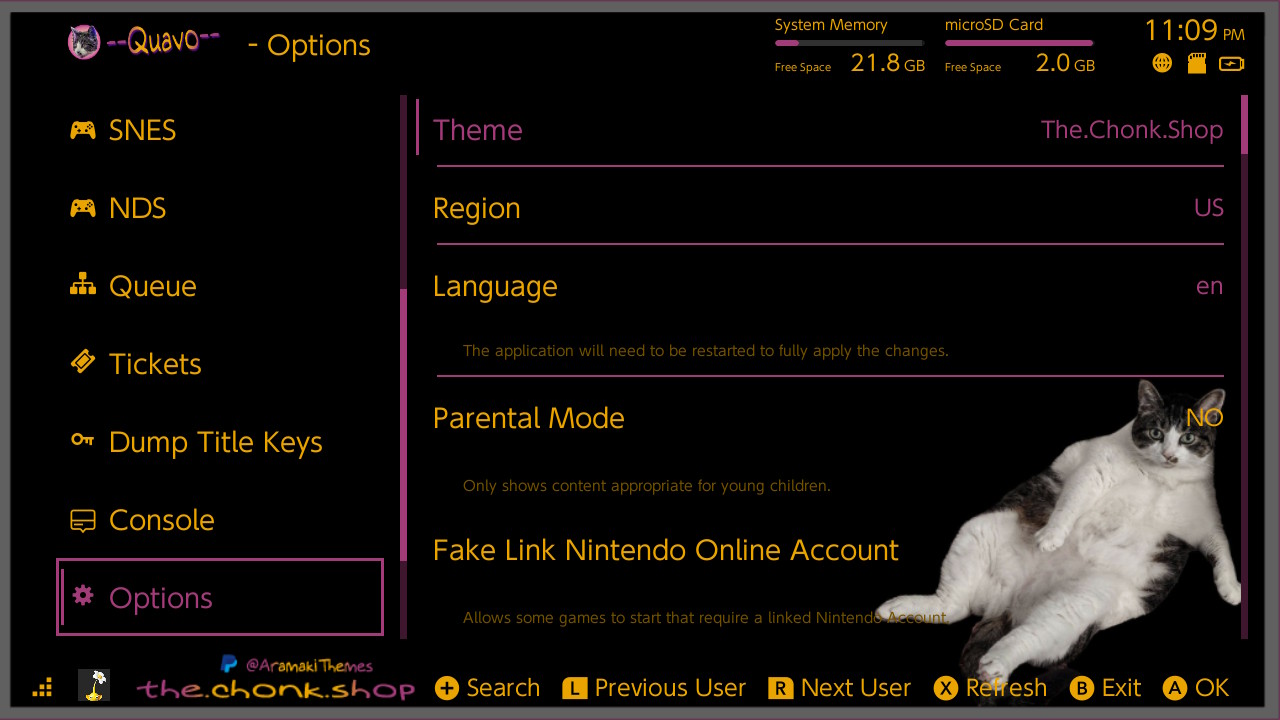 --Quavo--
- Options
System Memory
Free Space 21.8 GB
microSD Card
Free Space 2.0 GB
11:09 PM
SNES
NDS
Queue
Tickets
Dump Title Keys
Console
Options
Theme The.Chonk.Shop
Region US
Language en
The application will need to be restarted to fully apply the changes.
Parental Mode NO
Only shows content appropriate for young children.
Fake Link Nintendo Online Account
Allows some games to start that require a linked Nintendo Account.
@AramakiThemes
the.chonk.shop
+ Search L Previous User R Next User X Refresh B Exit A OK